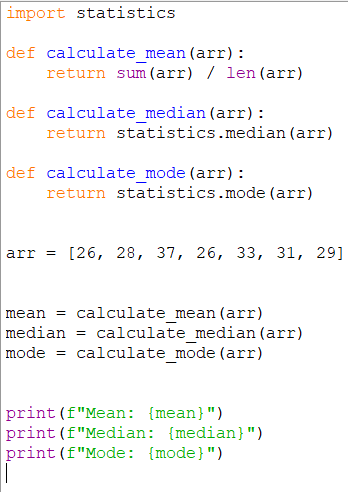 import statistics
def calculate_mean(arr):
    return sum(arr) / len(arr)
def calculate_median(arr):
    return statistics.median(arr)
def calculate_mode(arr):
    return statistics.mode(arr)
arr = [26, 28, 37, 26, 33, 31, 29]
mean = calculate_mean(arr)
median = calculate_median(arr)
mode = calculate_mode(arr)
print(f"Mean: {mean}")
print(f"Median: {median}")
print(f"Mode: {mode}")